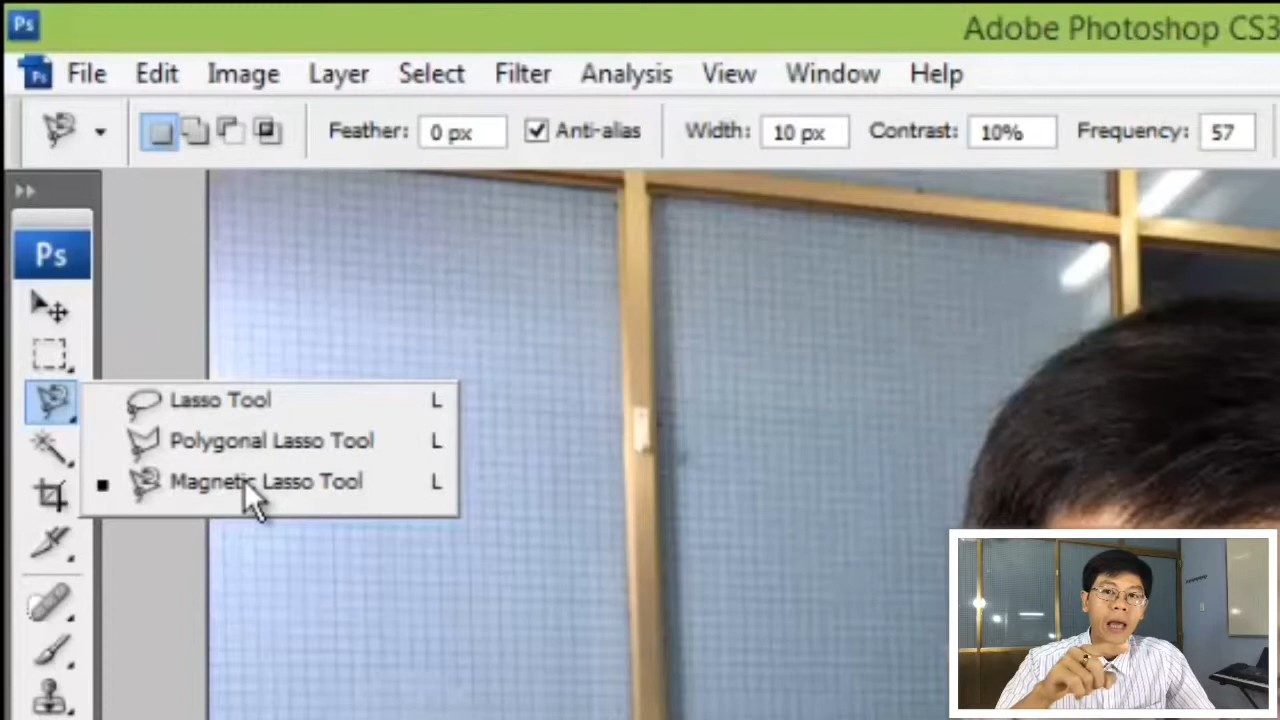 Ps Adobe Photoshop CS3
Ps File Edit Image Layer Select Filter Analysis View Window Help
Feather: 0 px Anti-alias Width: 10 px Contrast: 10% Frequency: 57
Ps
Lasso Tool L
Polygonal Lasso Tool L
Magnetic Lasso Tool L